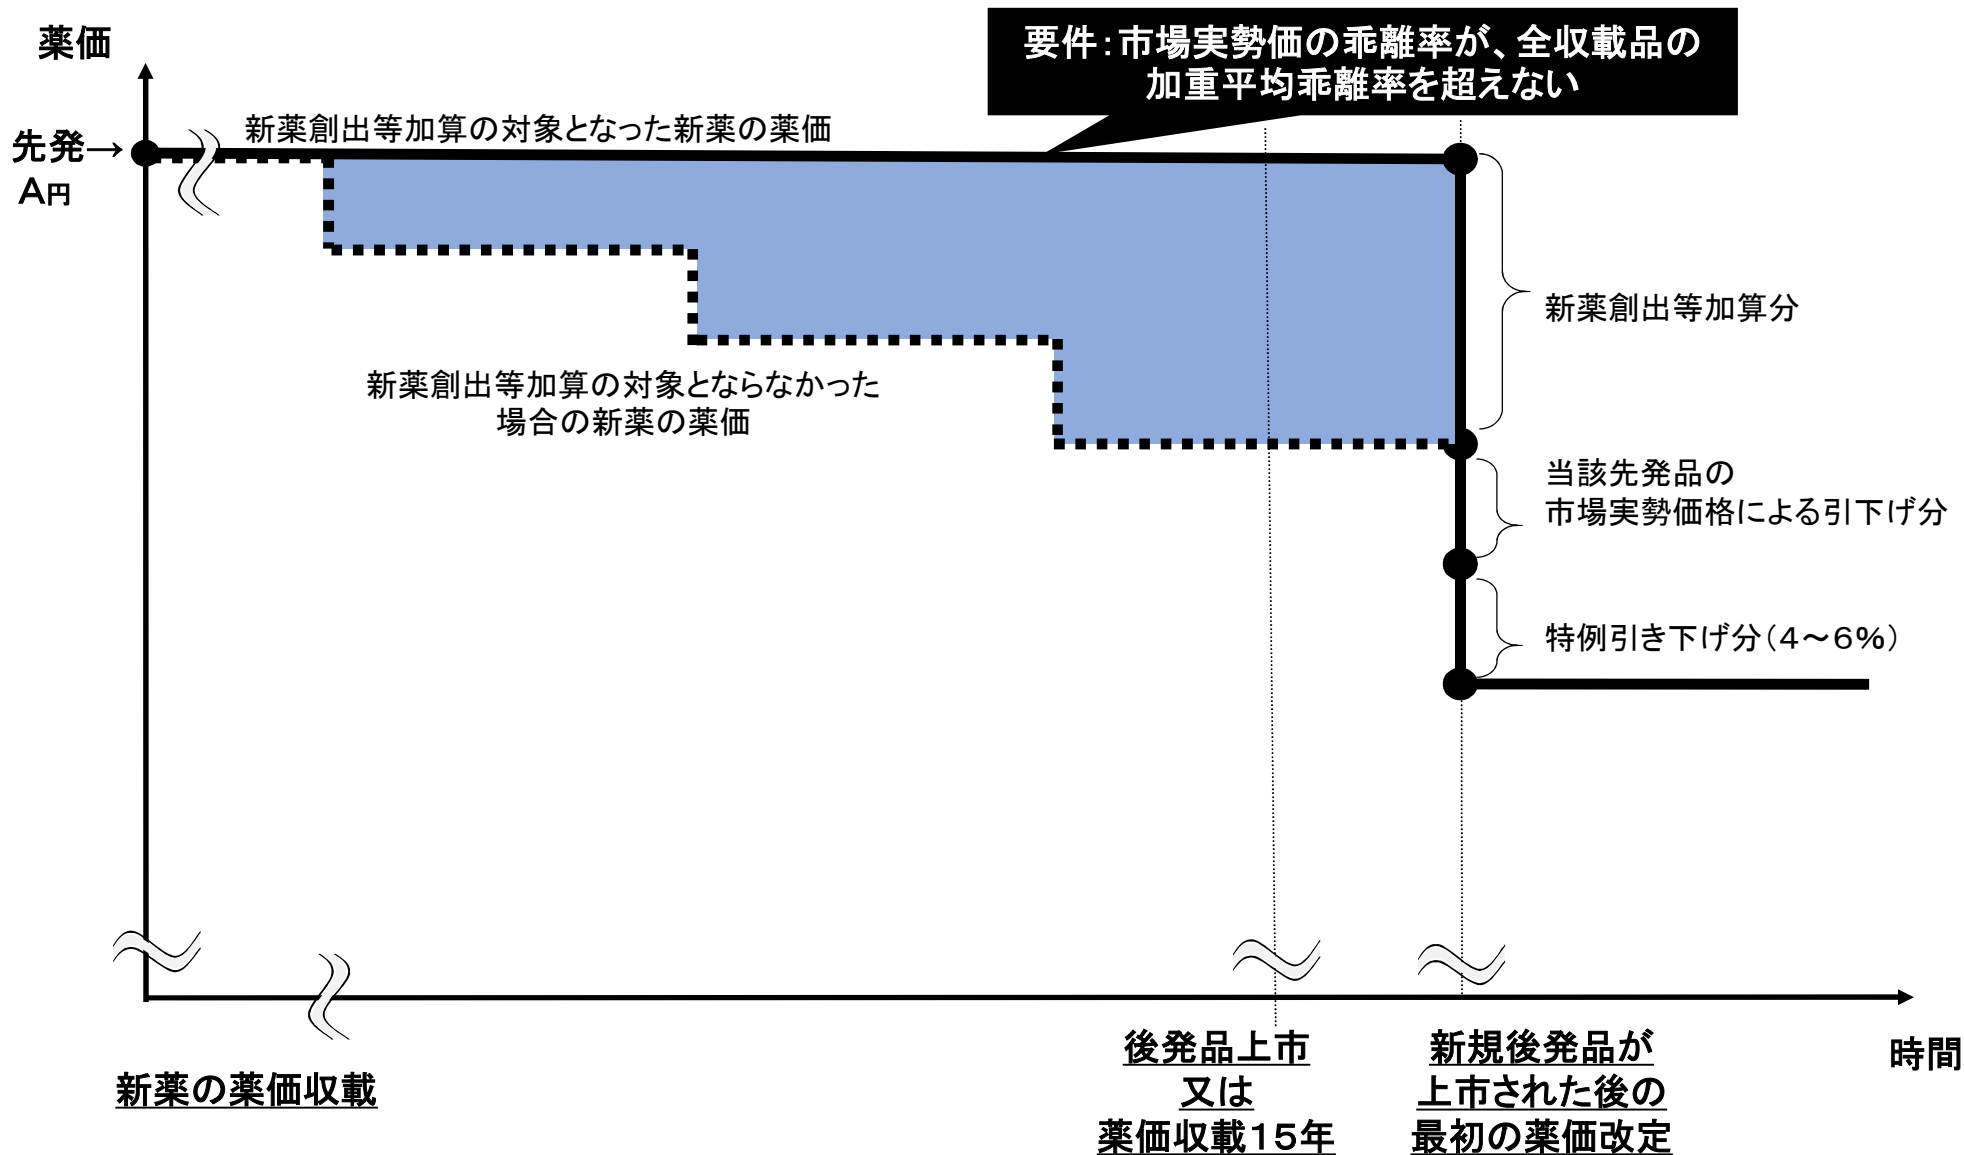 薬価
要件：市場実勢価の乖離率が、全収載品の
加重平均乖離率を超えない
新薬創出等加算の対象となった新薬の薬価
先発→
A円
新薬創出等加算分
新薬創出等加算の対象とならなかった
場合の新薬の薬価
当該先発品の
市場実勢価格による引下げ分
特例引き下げ分（4～6%）
新薬の薬価収載
後発品上市
又は
薬価収載15年
新規後発品が
上市された後の
最初の薬価改定
時間